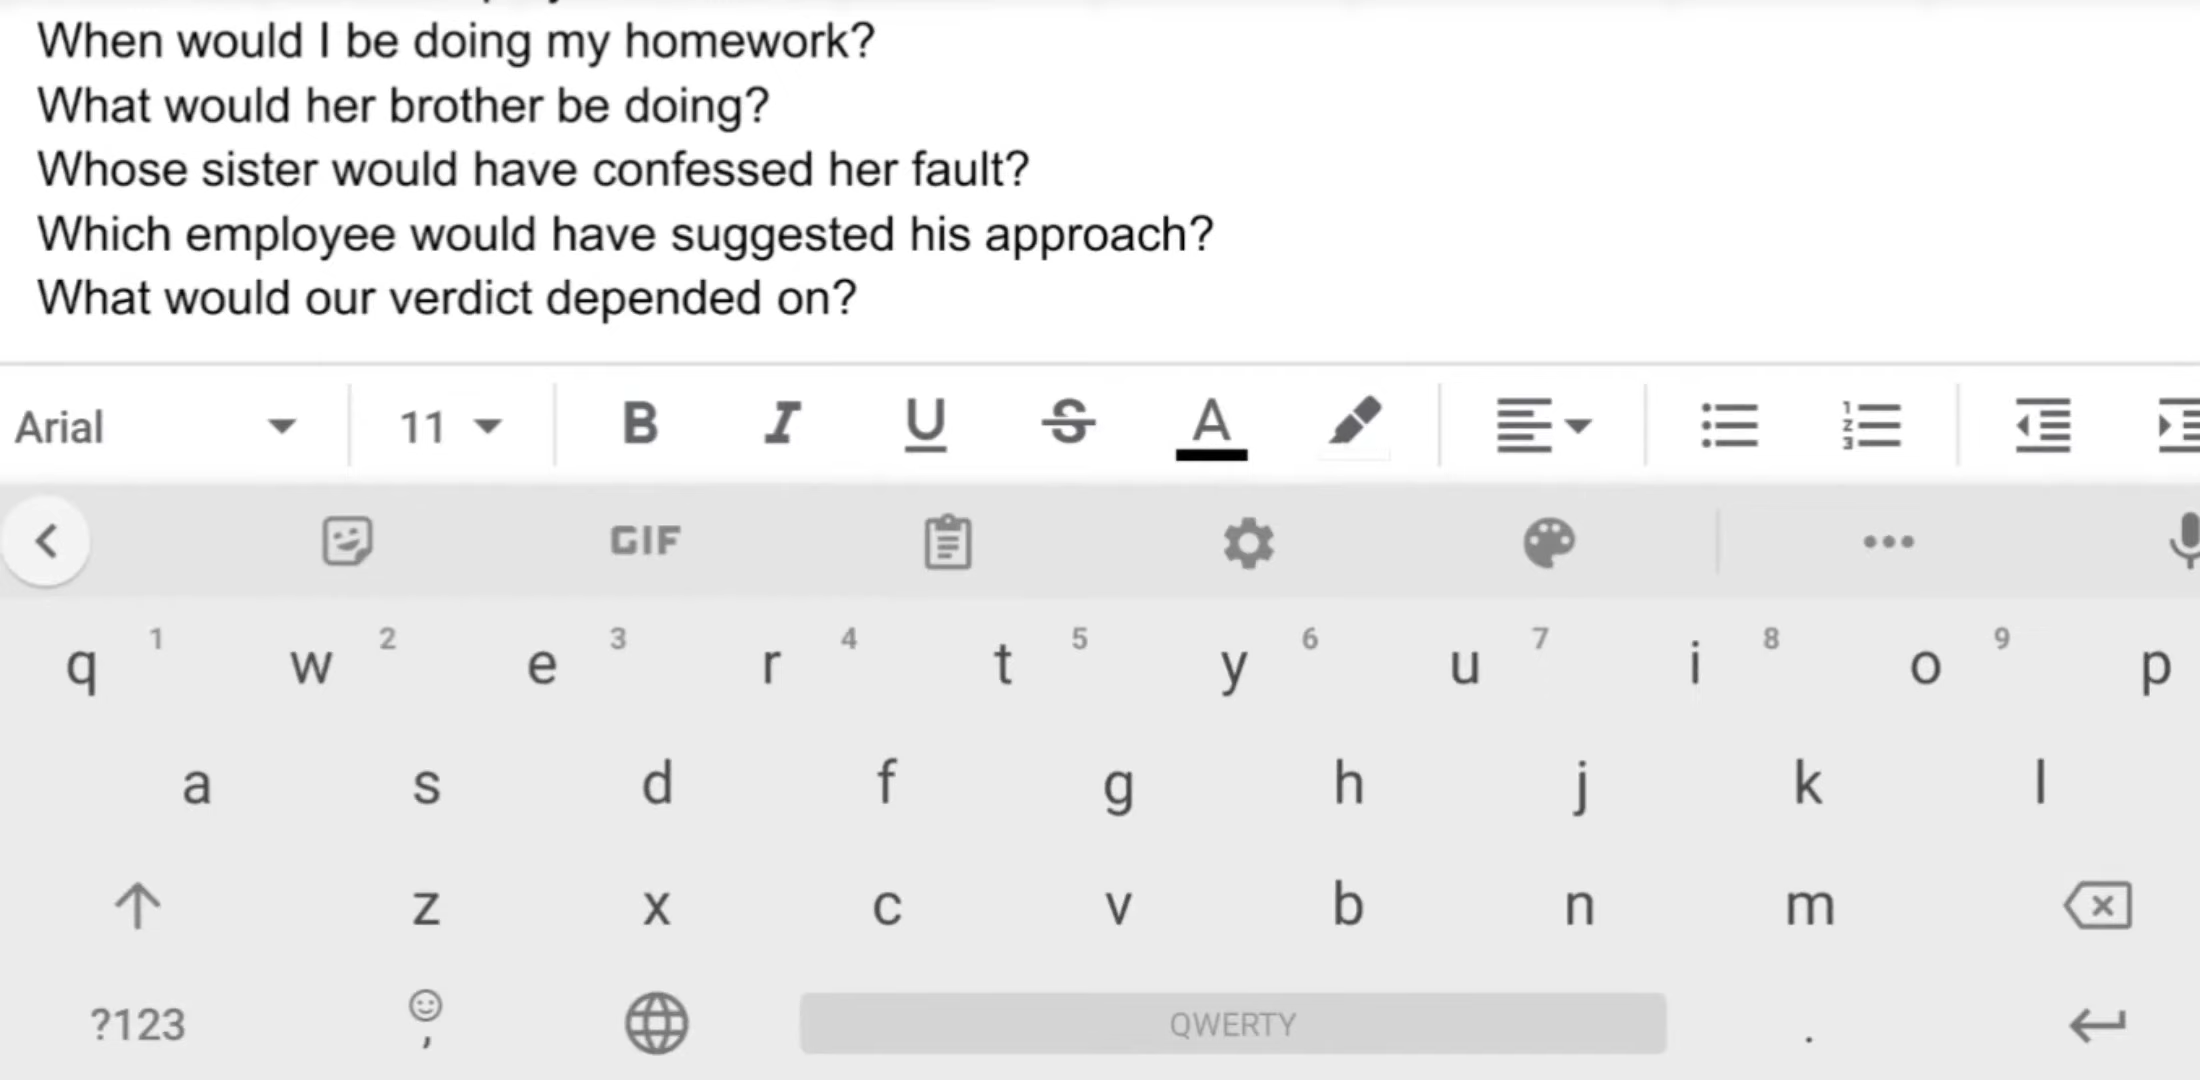 When would I be doing my homework?
What would her brother be doing?
Whose sister would have confessed her fault?
Which employee would have suggested his approach?
What would our verdict depended on?
Arial 11 B I U S A
GIF
q 1 w 2 e 3 r 4 t 5 y 6 u 7 i 8 o 9 p
a s d f g h j k l
z x c v b n m
?123 , QWERTY .